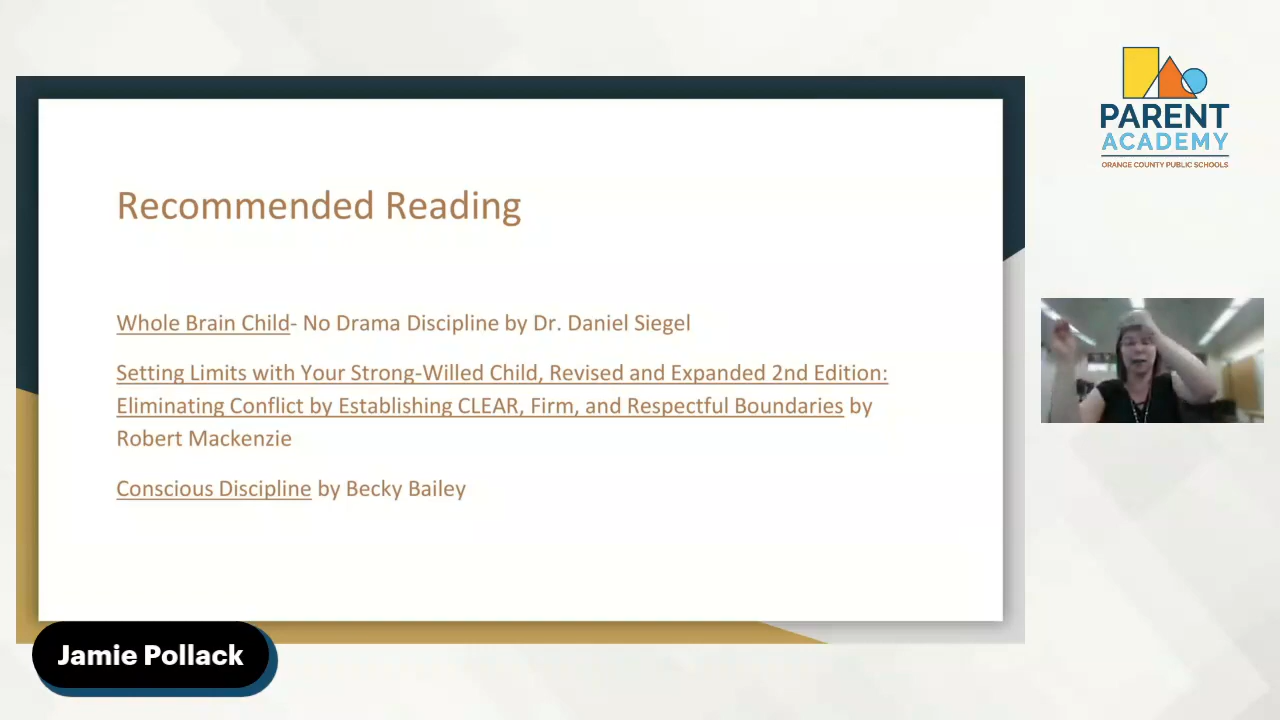 PARENT
ACADEMY
ORANGE COUNTY PUBLIC SCHOOLS
Recommended Reading
Whole Brain Child- No Drama Discipline by Dr. Daniel Siegel
Setting Limits with Your Strong-Willed Child, Revised and Expanded 2nd Edition:
Eliminating Conflict by Establishing CLEAR, Firm, and Respectful Boundaries by
Robert Mackenzie
Conscious Discipline by Becky Bailey
Jamie Pollack